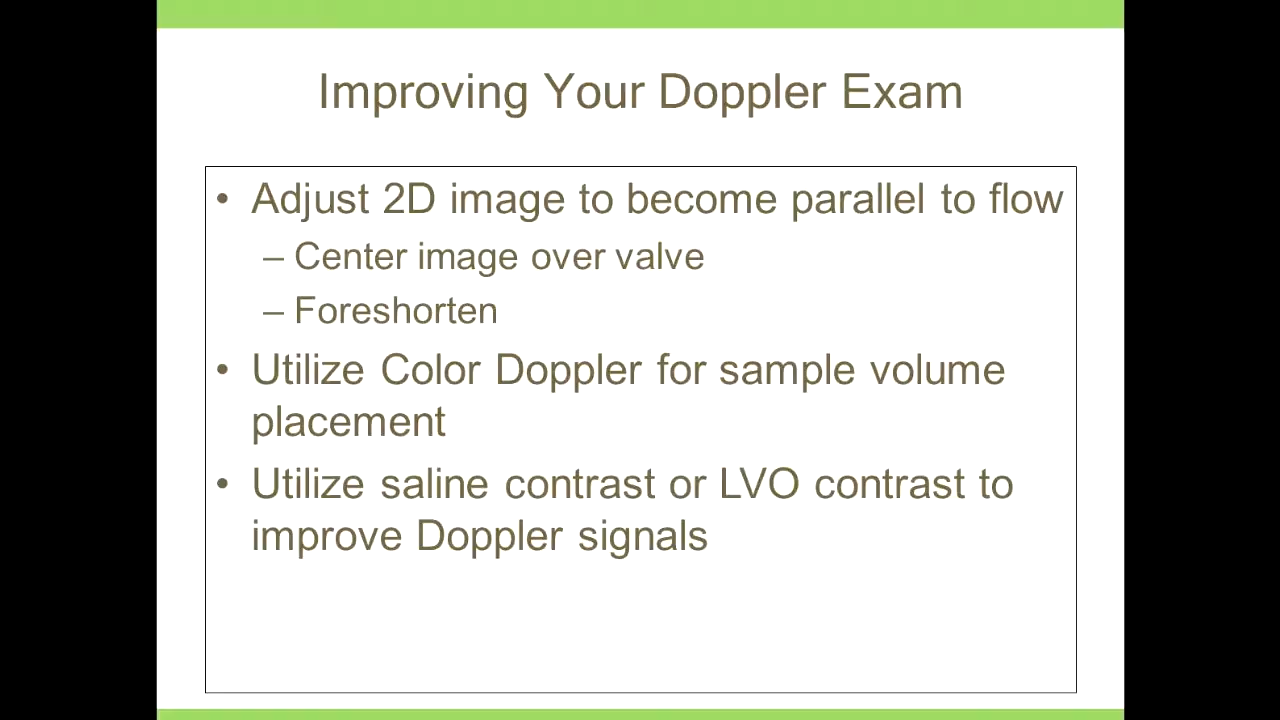 Improving Your Doppler Exam
• Adjust 2D image to become parallel to flow
– Center image over valve
– Foreshorten
• Utilize Color Doppler for sample volume
placement
• Utilize saline contrast or LVO contrast to
improve Doppler signals